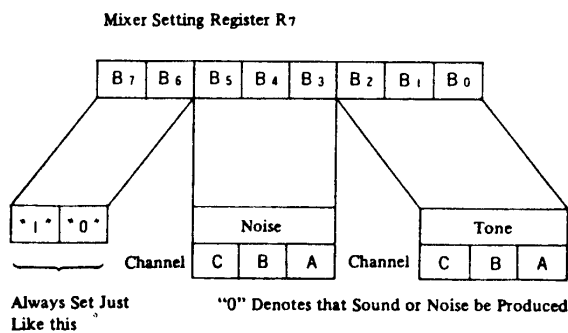 Mixer Setting Register R7
B7 B6 B5 B4 B3 B2 B1 B0
"1" "0" Noise Tone
Channel C B A Channel C B A
Always Set Just "0" Denotes that Sound or Noise be Produced
Like this